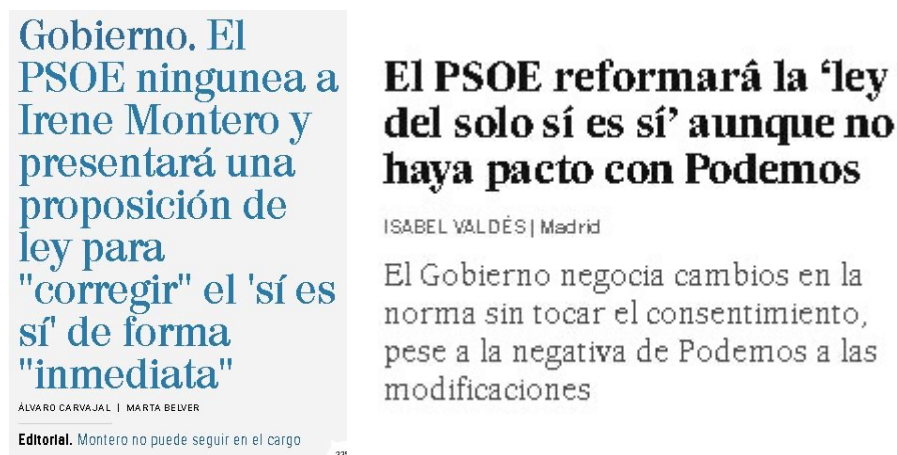 Gobierno. El
PSOE ningunea a
Irene Montero y
presentará una
proposición de
ley para
"corregir" el 'sí es
sí' de forma
"inmediata"
ÁLVARO CARVAJAL | MARTA BELVER
Editorial. Montero no puede seguir en el cargo
El PSOE reformará la ‘ley
del solo sí es sí’ aunque no
haya pacto con Podemos
ISABEL VALDÉS | Madrid
El Gobierno negocia cambios en la
norma sin tocar el consentimiento,
pese a la negativa de Podemos a las
modificaciones